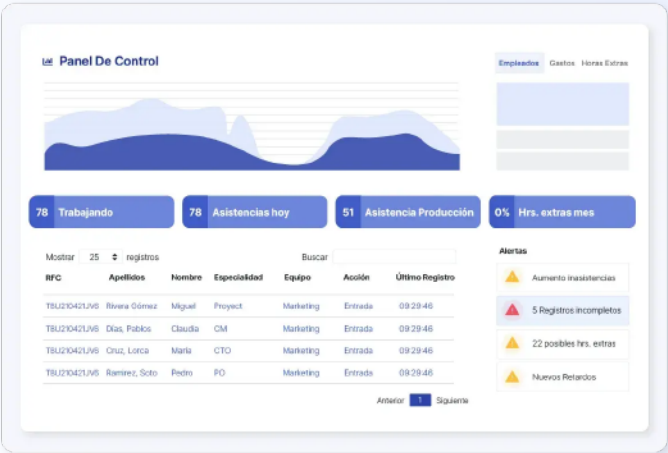 Panel De Control
Empleados Gastos Horas Extras
78 Trabajando
78 Asistencias hoy
51 Asistencia Producción
0% Hrs. extras mes
Mostrar 25 registros
Buscar
RFC Apellidos Nombre Especialidad Equipo Acción Último Registro
TBU210421JV6 Rivera Gómez Miguel Proyect Marketing Entrada 09:29:46
TBU210421JV6 Días, Pablos Claudia CM Marketing Entrada 09:29:46
TBU210421JV6 Cruz, Lorca María CTO Marketing Entrada 09:29:46
TBU210421JV6 Ramirez, Soto Pedro PO Marketing Entrada 09:29:46
Anterior 1 Siguiente
Alertas
Aumento inasistencias
5 Registros incompletos
22 posibles hrs. extras
Nuevos Retardos